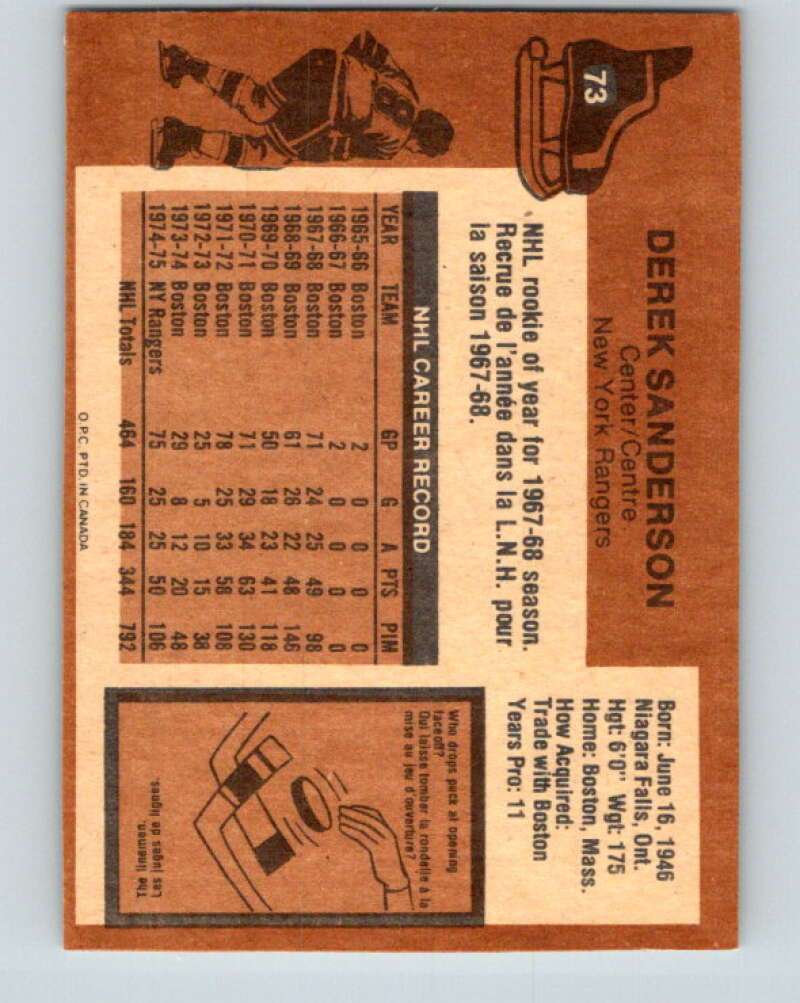 73
8
DEREK SANDERSON
Center/Centre
New York Rangers
Born: June 16, 1946
Niagara Falls, Ont.
Hgt: 6'0" Wgt: 175
Home: Boston, Mass.
How Acquired:
Trade with Boston
Years Pro: 11
NHL rookie of year for 1967-68 season.
Recrue de l'année dans la L.N.H. pour
la saison 1967-68.
NHL CAREER RECORD
YEAR TEAM GP G A PTS PIM
1965-66 Boston 2 0 0 0 0
1966-67 Boston 2 0 0 0 0
1967-68 Boston 71 24 25 49 98
1968-69 Boston 61 26 22 48 146
1969-70 Boston 50 18 23 41 118
1970-71 Boston 71 29 34 63 130
1971-72 Boston 78 25 33 58 108
1972-73 Boston 25 5 10 15 38
1973-74 Boston 29 8 12 20 48
1974-75 NY Rangers 75 25 25 50 106
NHL Totals 464 160 184 344 792
Who drops puck at opening
faceoff?
Qui laisse tomber la rondelle à la
mise au jeu d'ouverture?
The linesmen.
Les juges de lignes.
O.P.C. PTD. IN CANADA